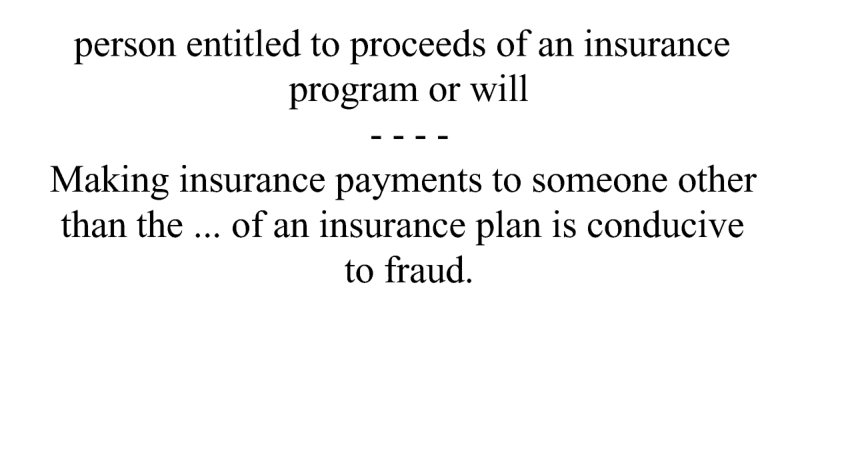 person entitled to proceeds of an insurance
program or will
- - - -
Making insurance payments to someone other
than the ... of an insurance plan is conducive
to fraud.